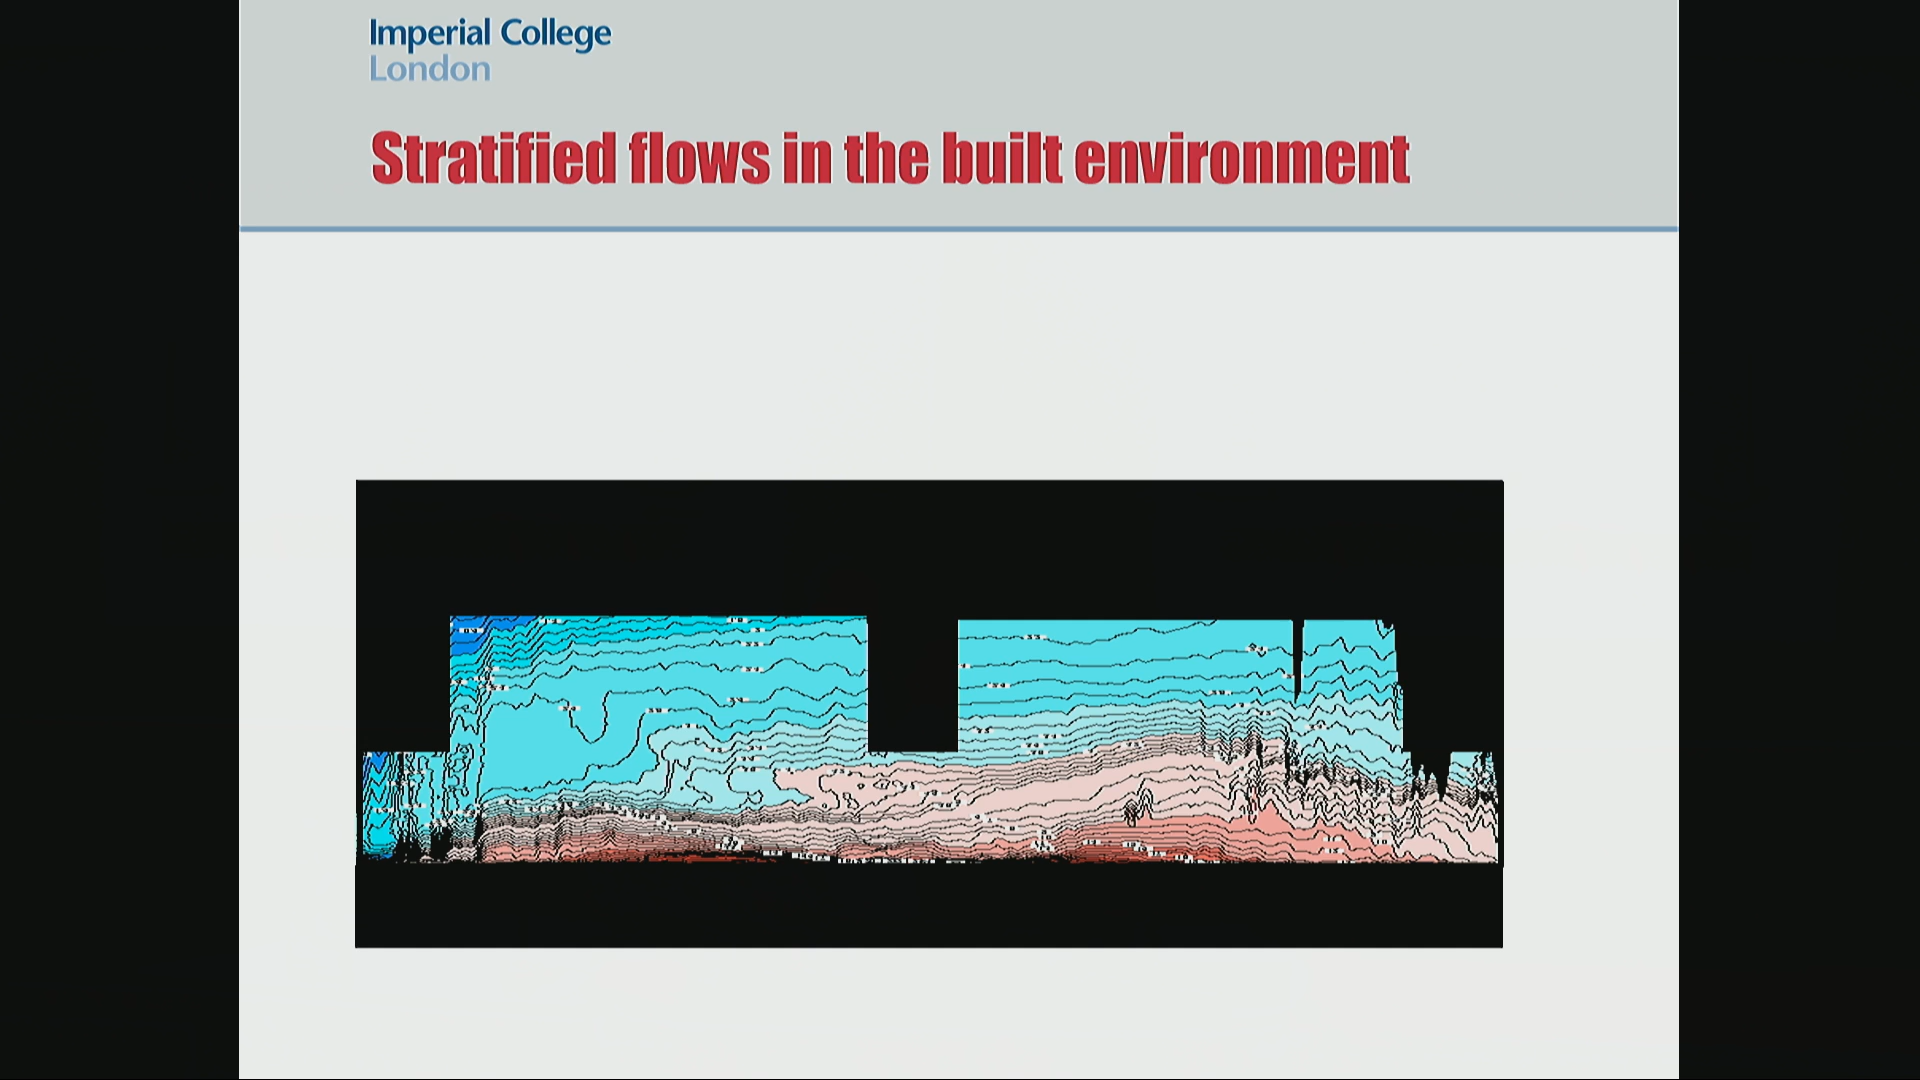 Imperial College
London
Stratified flows in the built environment